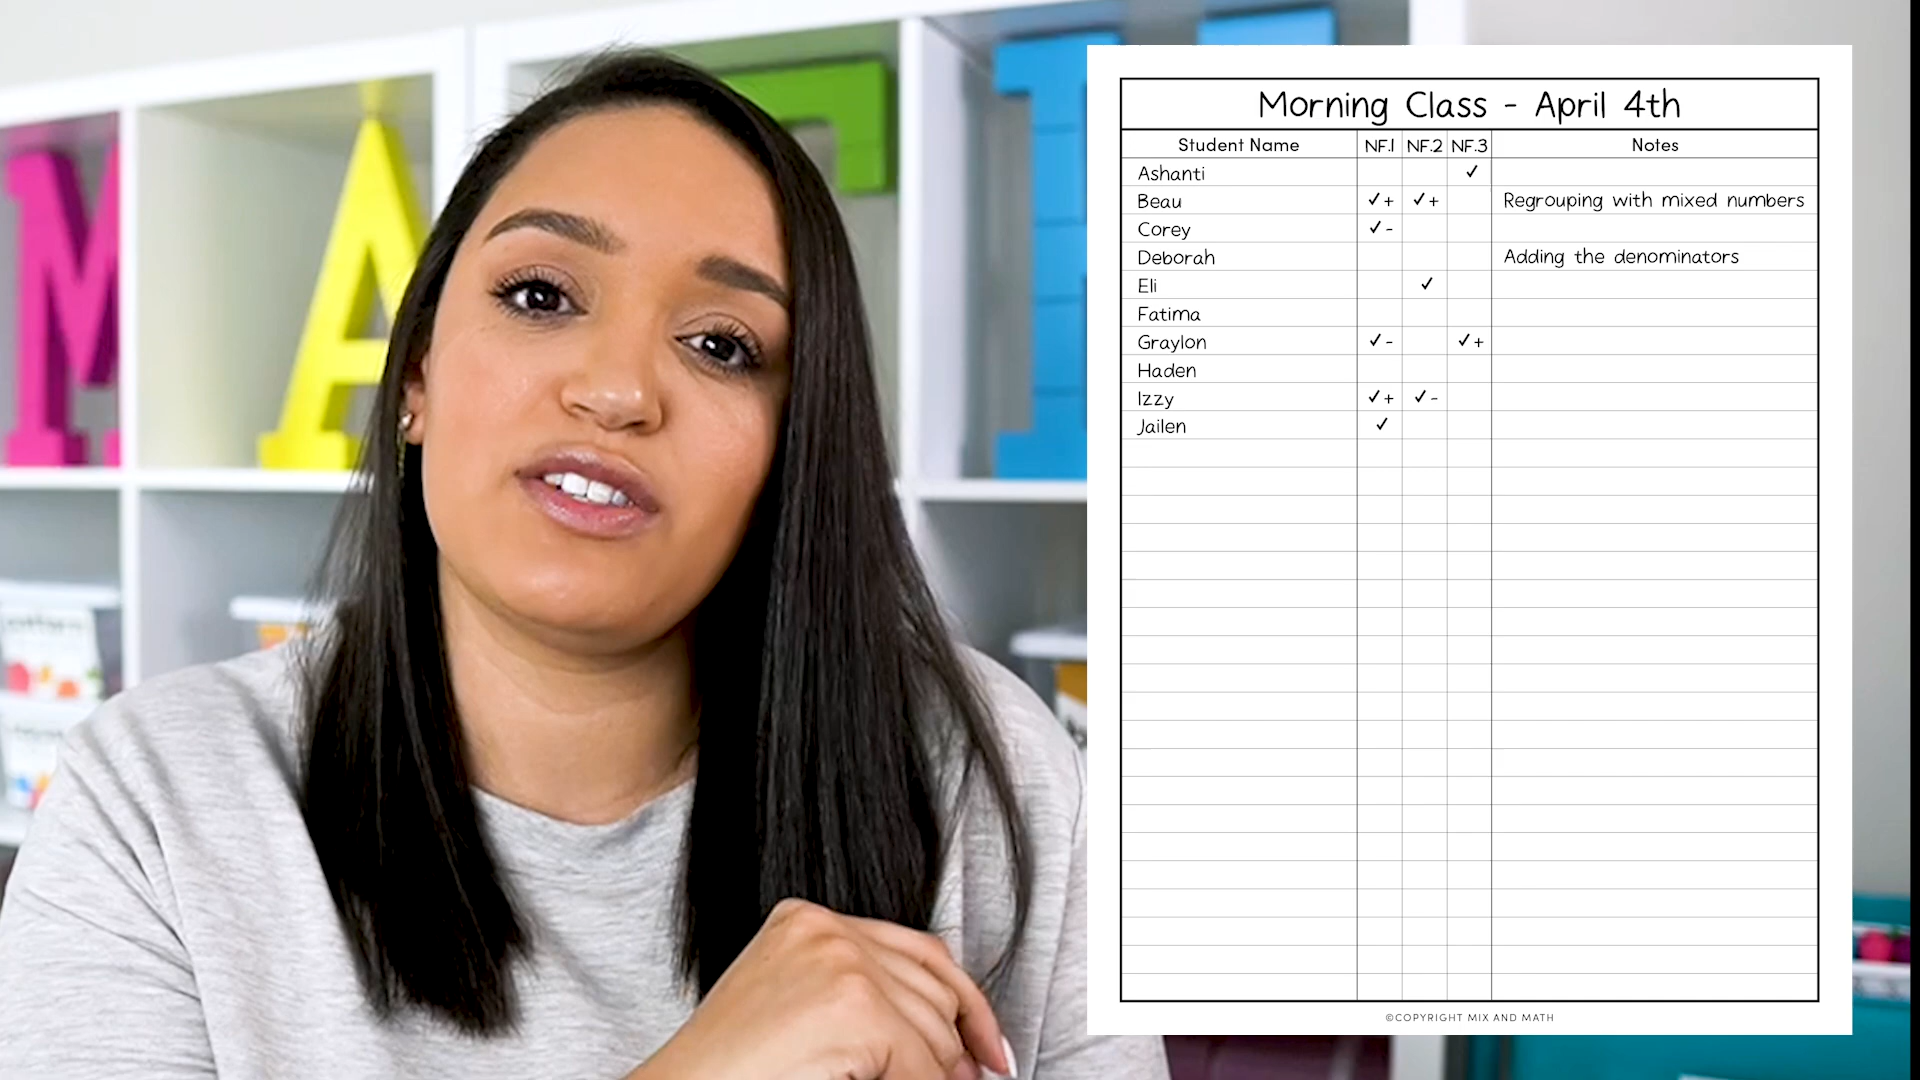 MATH
Morning Class - April 4th
Student Name NF.1 NF.2 NF.3 Notes
Ashanti ✓
Beau ✓+ ✓+ Regrouping with mixed numbers
Corey ✓-
Deborah Adding the denominators
Eli ✓
Fatima
Graylon ✓- ✓+
Haden
Izzy ✓+ ✓-
Jailen ✓
©COPYRIGHT MIX AND MATH